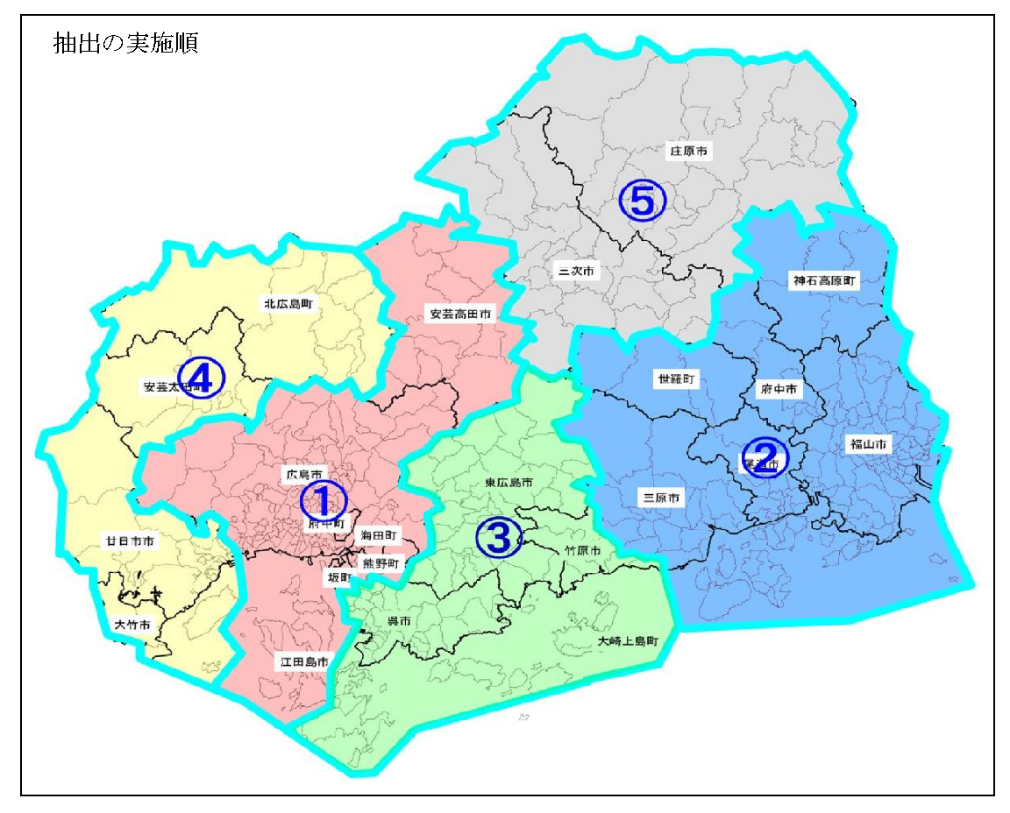 抽出の実施順
庄原市
⑤
三次市
神石高原町
北広島町
安芸高田市
安芸太田町
④
世羅町
府中市
福山市
尾道市
②
三原市
広島市
①
府中町
海田町
熊野町
坂町
東広島市
③
竹原市
廿日市市
大竹市
呉市
大崎上島町
江田島市